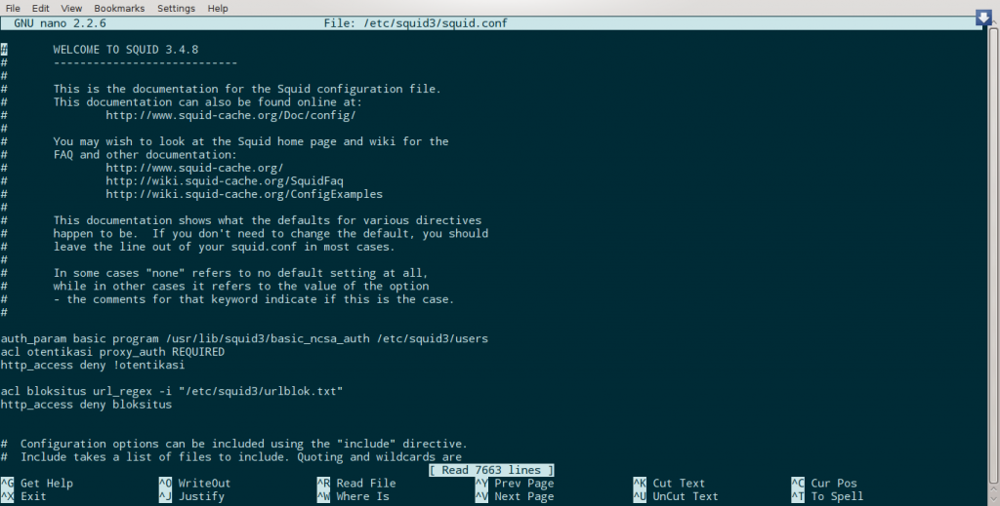 File Edit View Bookmarks Settings Help
GNU nano 2.2.6 File: /etc/squid3/squid.conf
# WELCOME TO SQUID 3.4.8
# ----------------------------
#
# This is the documentation for the Squid configuration file.
# This documentation can also be found online at:
# http://www.squid-cache.org/Doc/config/
#
# You may wish to look at the Squid home page and wiki for the
# FAQ and other documentation:
# http://www.squid-cache.org/
# http://wiki.squid-cache.org/SquidFaq
# http://wiki.squid-cache.org/ConfigExamples
#
# This documentation shows what the defaults for various directives
# happen to be. If you don't need to change the default, you should
# leave the line out of your squid.conf in most cases.
#
# In some cases "none" refers to no default setting at all,
# while in other cases it refers to the value of the option
# - the comments for that keyword indicate if this is the case.
#
auth_param basic program /usr/lib/squid3/basic_ncsa_auth /etc/squid3/users
acl otentikasi proxy_auth REQUIRED
http_access deny !otentikasi
acl bloksitus url_regex -i "/etc/squid3/urlblok.txt"
http_access deny bloksitus
# Configuration options can be included using the "include" directive.
# Include takes a list of files to include. Quoting and wildcards are
[ Read 7663 lines ]
^G Get Help ^O WriteOut ^R Read File ^Y Prev Page ^K Cut Text ^C Cur Pos
^X Exit ^J Justify ^W Where Is ^V Next Page ^U UnCut Text ^T To Spell